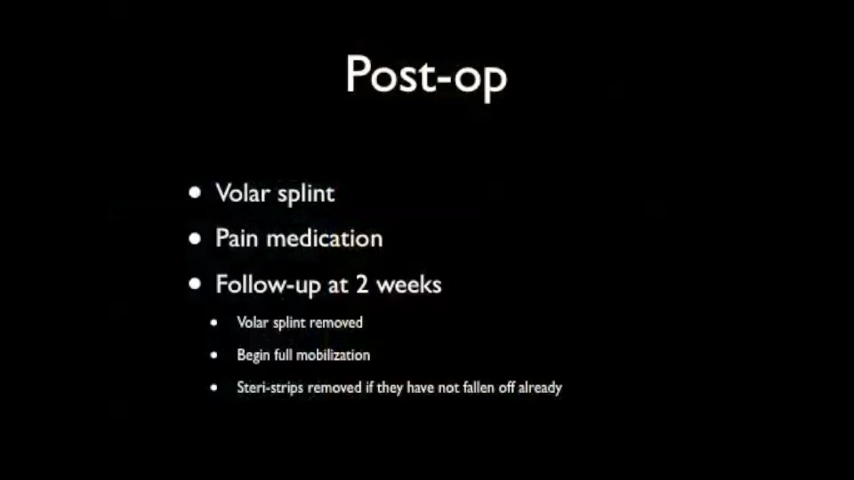 Post-op
• Volar splint
• Pain medication
• Follow-up at 2 weeks
• Volar splint removed
• Begin full mobilization
• Steri-strips removed if they have not fallen off already